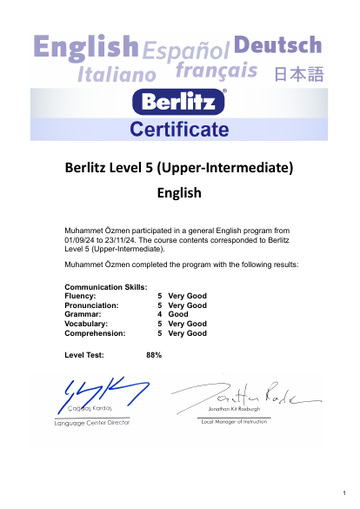 English Español Deutsch
Italiano français 日本語
Berlitz®
Certificate
Berlitz Level 5 (Upper-Intermediate)
English
Muhammet Özmen participated in a general English program from
01/09/24 to 23/11/24. The course contents corresponded to Berlitz
Level 5 (Upper-Intermediate).
Muhammet Özmen completed the program with the following results:
Communication Skills:
Fluency: 5 Very Good
Pronunciation: 5 Very Good
Grammar: 4 Good
Vocabulary: 5 Very Good
Comprehension: 5 Very Good
Level Test: 88%
Çağdaş Kardaş
Jonathan Kit Roxburgh
Language Center Director
Local Manager of Instruction
1